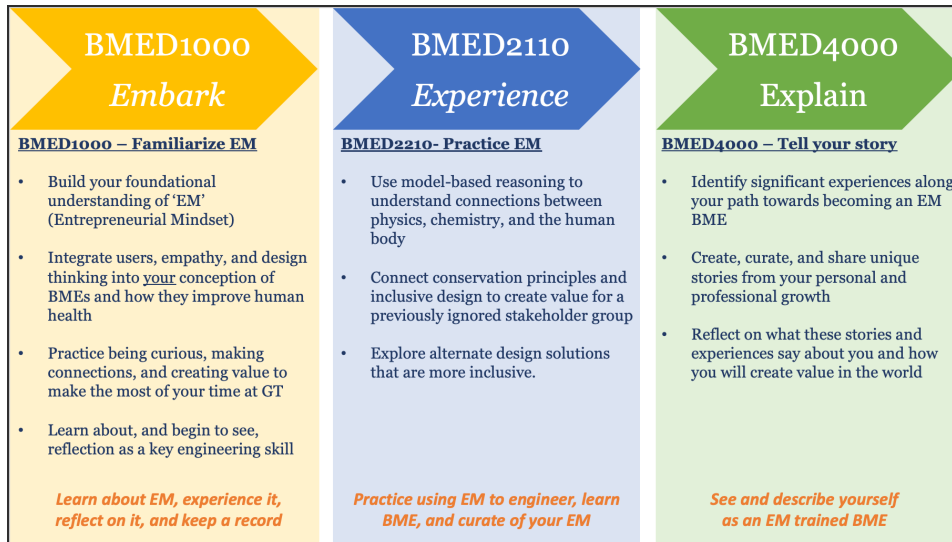 BMED1000
Embark
BMED1000 – Familiarize EM
• Build your foundational
understanding of ‘EM’
(Entrepreneurial Mindset)
• Integrate users, empathy, and design
thinking into your conception of
BMEs and how they improve human
health
• Practice being curious, making
connections, and creating value to
make the most of your time at GT
• Learn about, and begin to see,
reflection as a key engineering skill
Learn about EM, experience it,
reflect on it, and keep a record
BMED2110
Experience
BMED2210- Practice EM
• Use model-based reasoning to
understand connections between
physics, chemistry, and the human
body
• Connect conservation principles and
inclusive design to create value for a
previously ignored stakeholder group
• Explore alternate design solutions
that are more inclusive.
Practice using EM to engineer, learn
BME, and curate of your EM
BMED4000
Explain
BMED4000 – Tell your story
• Identify significant experiences along
your path towards becoming an EM
BME
• Create, curate, and share unique
stories from your personal and
professional growth
• Reflect on what these stories and
experiences say about you and how
you will create value in the world
See and describe yourself
as an EM trained BME